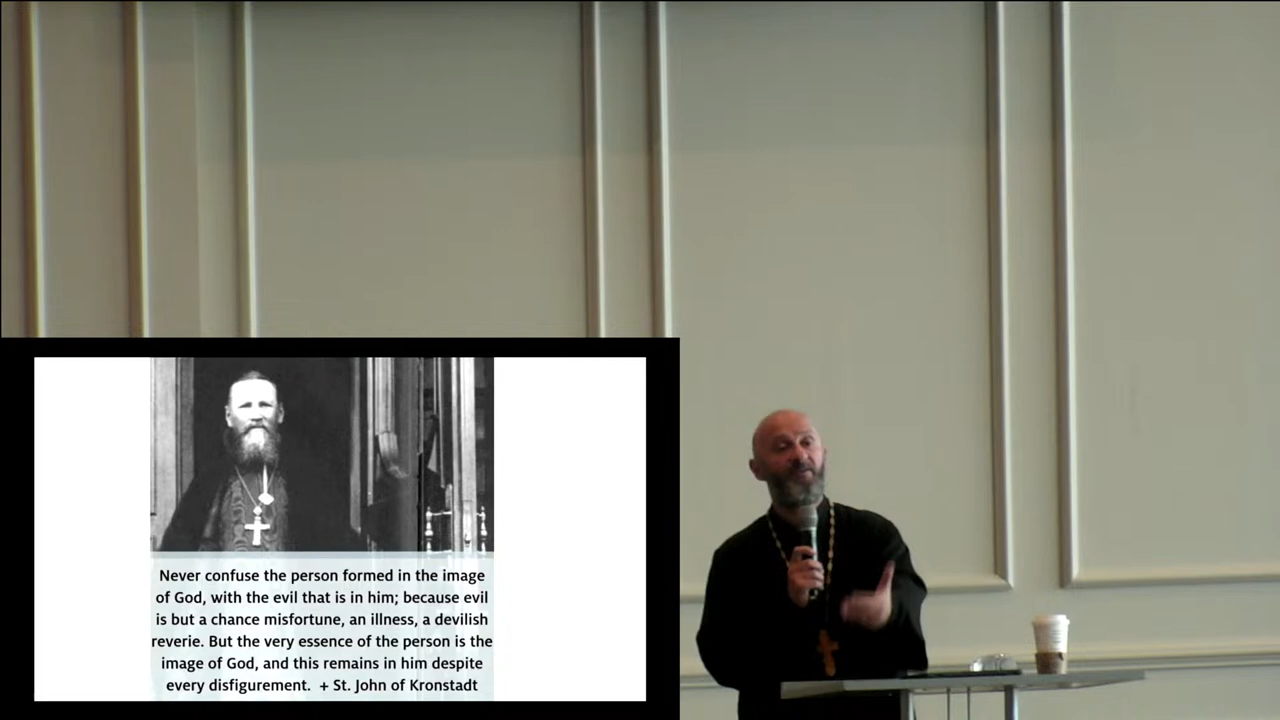 Never confuse the person formed in the image
of God, with the evil that is in him; because evil
is but a chance misfortune, an illness, a devilish
reverie. But the very essence of the person is the
image of God, and this remains in him despite
every disfigurement. + St. John of Kronstadt